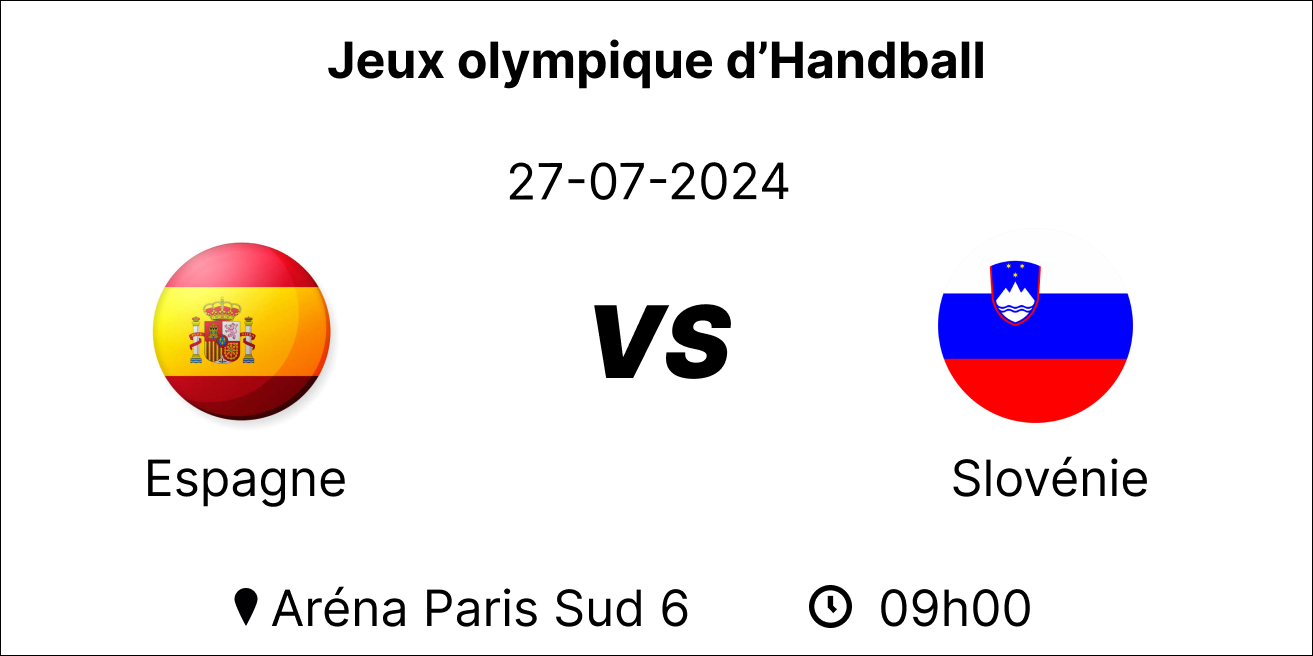 Jeux olympique d’Handball
27-07-2024
VS
Espagne
Slovénie
Aréna Paris Sud 6
09h00